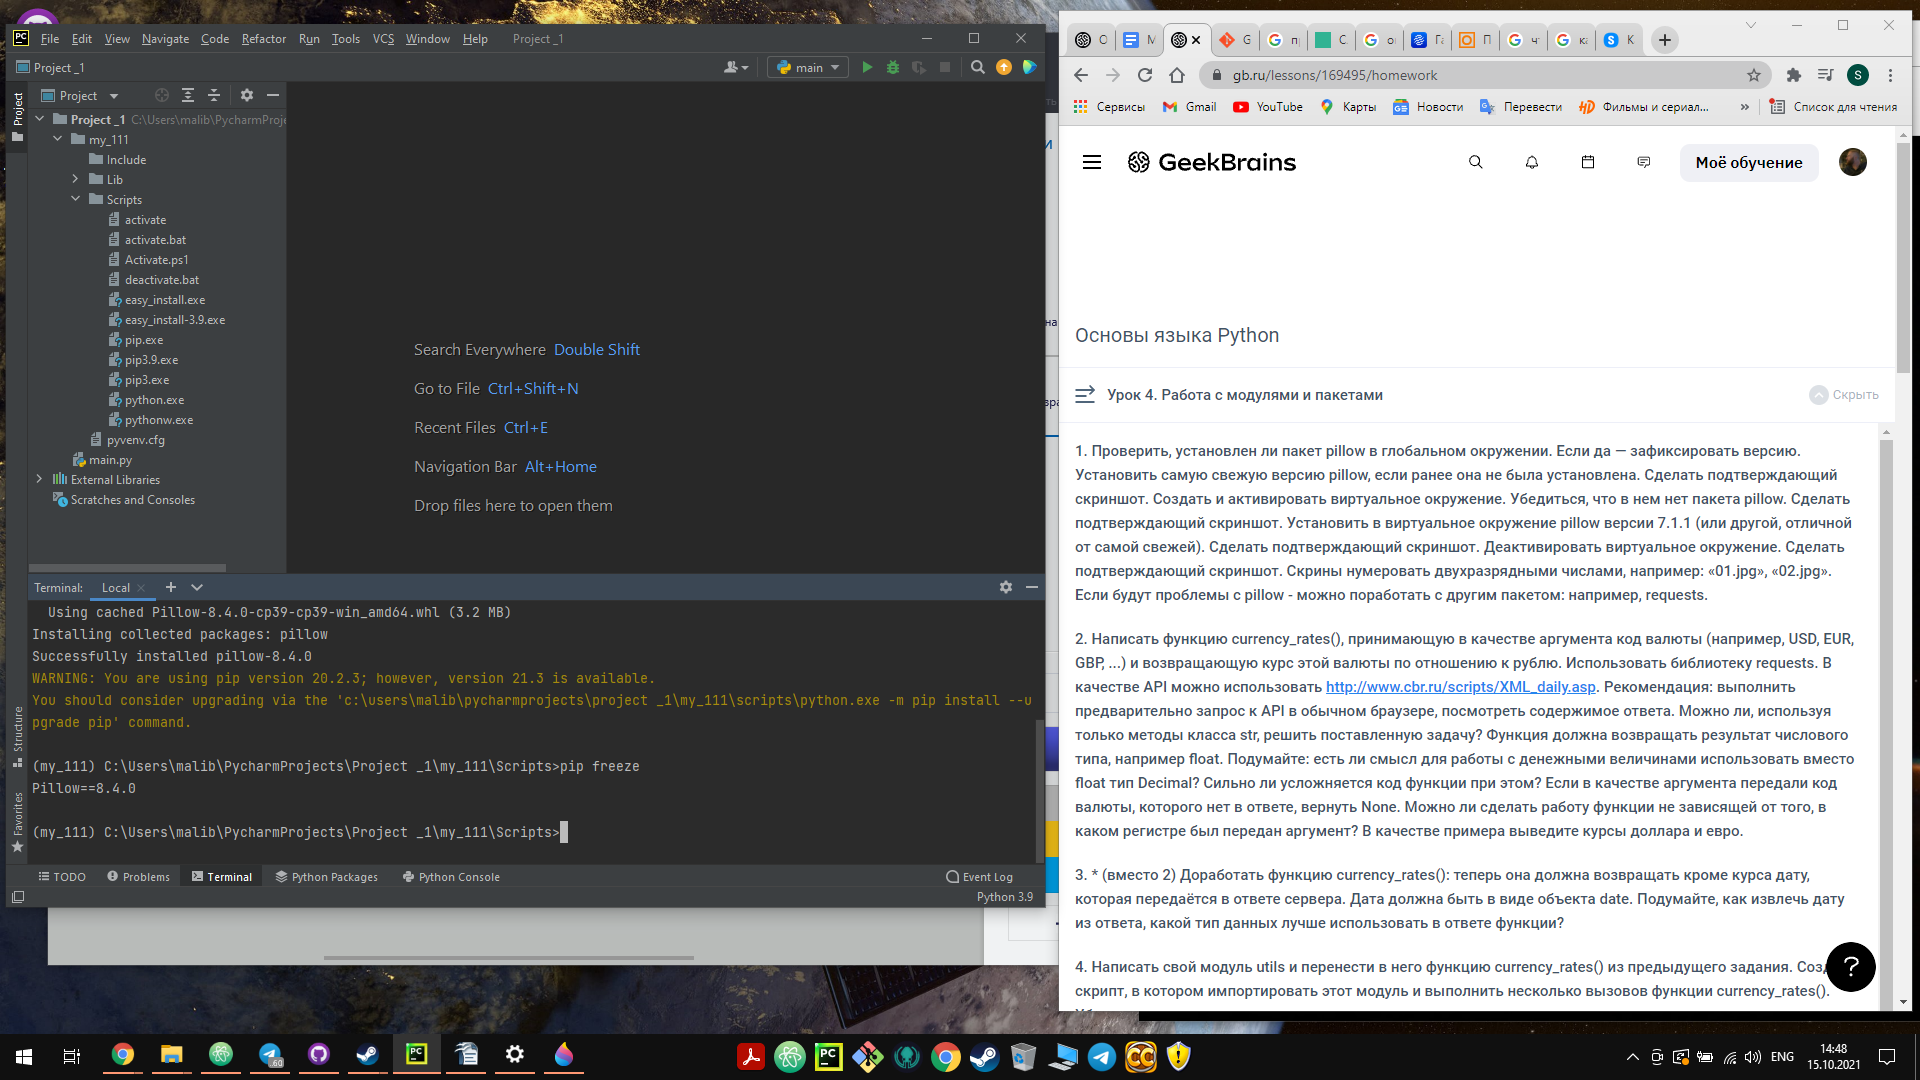 File Edit View Navigate Code Refactor Run Tools VCS Window Help Project _1
Project _1
main
Project
Project _1 C:\Users\malib\PycharmProje
my_111
Include
Lib
Scripts
activate
activate.bat
Activate.ps1
deactivate.bat
easy_install.exe
easy_install-3.9.exe
pip.exe
pip3.9.exe
pip3.exe
python.exe
pythonw.exe
pyvenv.cfg
main.py
External Libraries
Scratches and Consoles
Project
Structure
Favorites
Search Everywhere Double Shift
Go to File Ctrl+Shift+N
Recent Files Ctrl+E
Navigation Bar Alt+Home
Drop files here to open them
Terminal: Local
Using cached Pillow-8.4.0-cp39-cp39-win_amd64.whl (3.2 MB)
Installing collected packages: pillow
Successfully installed pillow-8.4.0
WARNING: You are using pip version 20.2.3; however, version 21.3 is available.
You should consider upgrading via the 'c:\users\malib\pycharmprojects\project _1\my_111\scripts\python.exe -m pip install --u
pgrade pip' command.
(my_111) C:\Users\malib\PycharmProjects\Project _1\my_111\Scripts>pip freeze
Pillow==8.4.0
(my_111) C:\Users\malib\PycharmProjects\Project _1\my_111\Scripts>
TODO Problems Terminal Python Packages Python Console Event Log
Python 3.9
gb.ru/lessons/169495/homework
Сервисы Gmail YouTube Карты Новости Перевести Фильмы и сериал... » Список для чтения
GeekBrains Моё обучение
Основы языка Python
Урок 4. Работа с модулями и пакетами Скрыть
1. Проверить, установлен ли пакет pillow в глобальном окружении. Если да — зафиксировать версию.
Установить самую свежую версию pillow, если ранее она не была установлена. Сделать подтверждающий
скриншот. Создать и активировать виртуальное окружение. Убедиться, что в нем нет пакета pillow. Сделать
подтверждающий скриншот. Установить в виртуальное окружение pillow версии 7.1.1 (или другой, отличной
от самой свежей). Сделать подтверждающий скриншот. Деактивировать виртуальное окружение. Сделать
подтверждающий скриншот. Скрины нумеровать двухразрядными числами, например: «01.jpg», «02.jpg».
Если будут проблемы с pillow - можно поработать с другим пакетом: например, requests.
2. Написать функцию currency_rates(), принимающую в качестве аргумента код валюты (например, USD, EUR,
GBP, ...) и возвращающую курс этой валюты по отношению к рублю. Использовать библиотеку requests. В
качестве API можно использовать http://www.cbr.ru/scripts/XML_daily.asp. Рекомендация: выполнить
предварительно запрос к API в обычном браузере, посмотреть содержимое ответа. Можно ли, используя
только методы класса str, решить поставленную задачу? Функция должна возвращать результат числового
типа, например float. Подумайте: есть ли смысл для работы с денежными величинами использовать вместо
float тип Decimal? Сильно ли усложняется код функции при этом? Если в качестве аргумента передали код
валюты, которого нет в ответе, вернуть None. Можно ли сделать работу функции не зависящей от того, в
каком регистре был передан аргумент? В качестве примера выведите курсы доллара и евро.
3. * (вместо 2) Доработать функцию currency_rates(): теперь она должна возвращать кроме курса дату,
которая передаётся в ответе сервера. Дата должна быть в виде объекта date. Подумайте, как извлечь дату
из ответа, какой тип данных лучше использовать в ответе функции?
4. Написать свой модуль utils и перенести в него функцию currency_rates() из предыдущего задания. Созд
скрипт, в котором импортировать этот модуль и выполнить несколько вызовов функции currency_rates().
?
ENG
14:48
15.10.2021